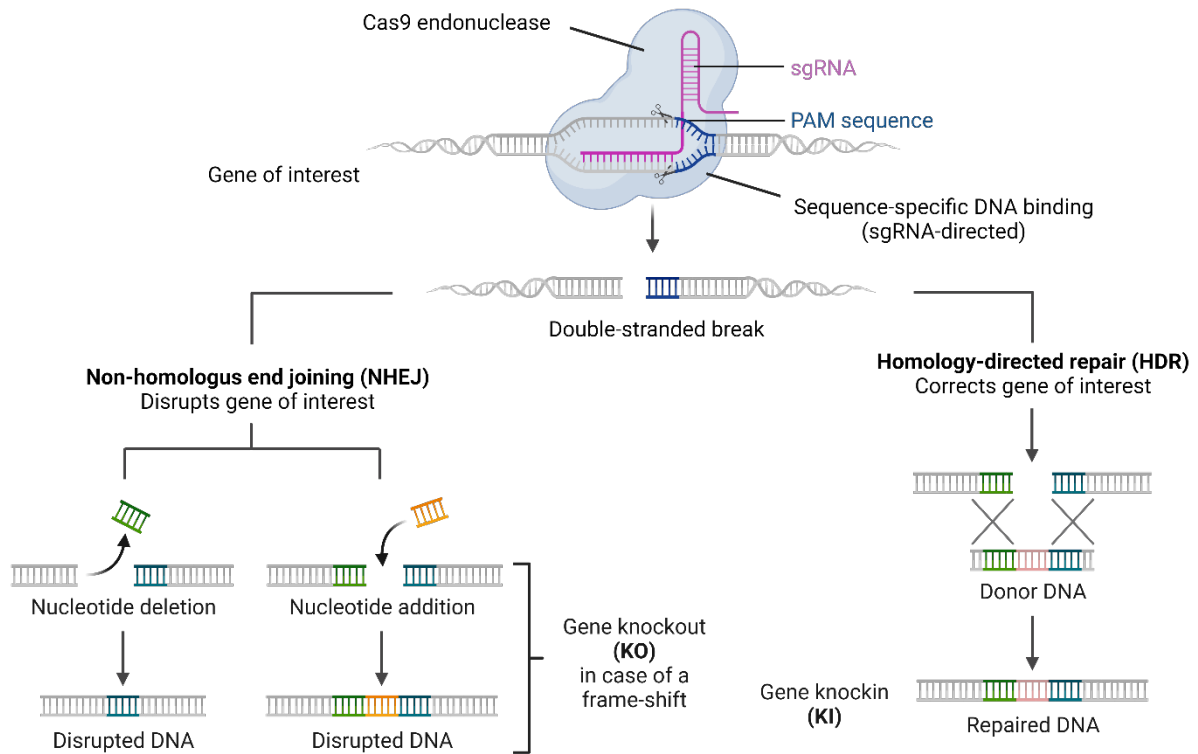 Cas9 endonuclease
sgRNA
PAM sequence
Gene of interest
Sequence-specific DNA binding
(sgRNA-directed)
Double-stranded break
Non-homologus end joining (NHEJ)
Disrupts gene of interest
Homology-directed repair (HDR)
Corrects gene of interest
Nucleotide deletion
Nucleotide addition
Donor DNA
Gene knockout
(KO)
in case of a
frame-shift
Gene knockin
(KI)
Disrupted DNA
Disrupted DNA
Repaired DNA